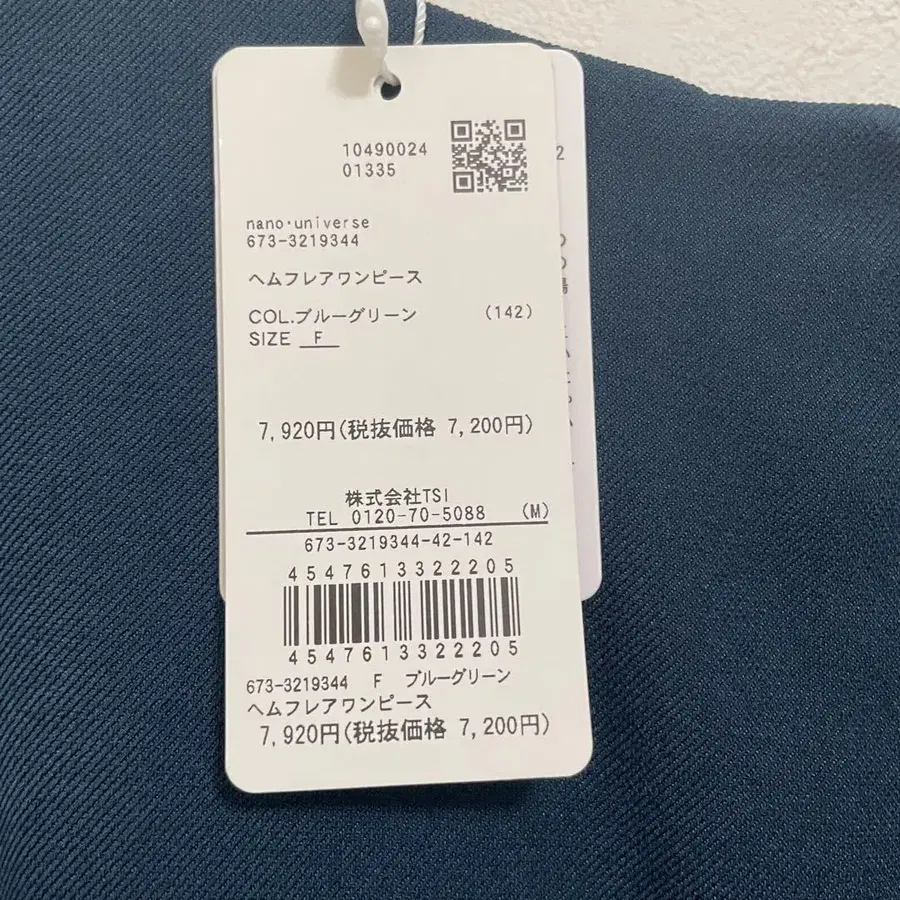 10490024
01335
nano・universe
673-3219344
ヘムフレアワンピース
COL.ブルーグリーン (142)
SIZE F
7,920円(税抜価格 7,200円)
株式会社TSI
TEL 0120-70-5088 (M)
673-3219344-42-142
4547613322205
4547613322205
673-3219344 F ブルーグリーン
ヘムフレアワンピース
7,920円(税抜価格 7,200円)
2